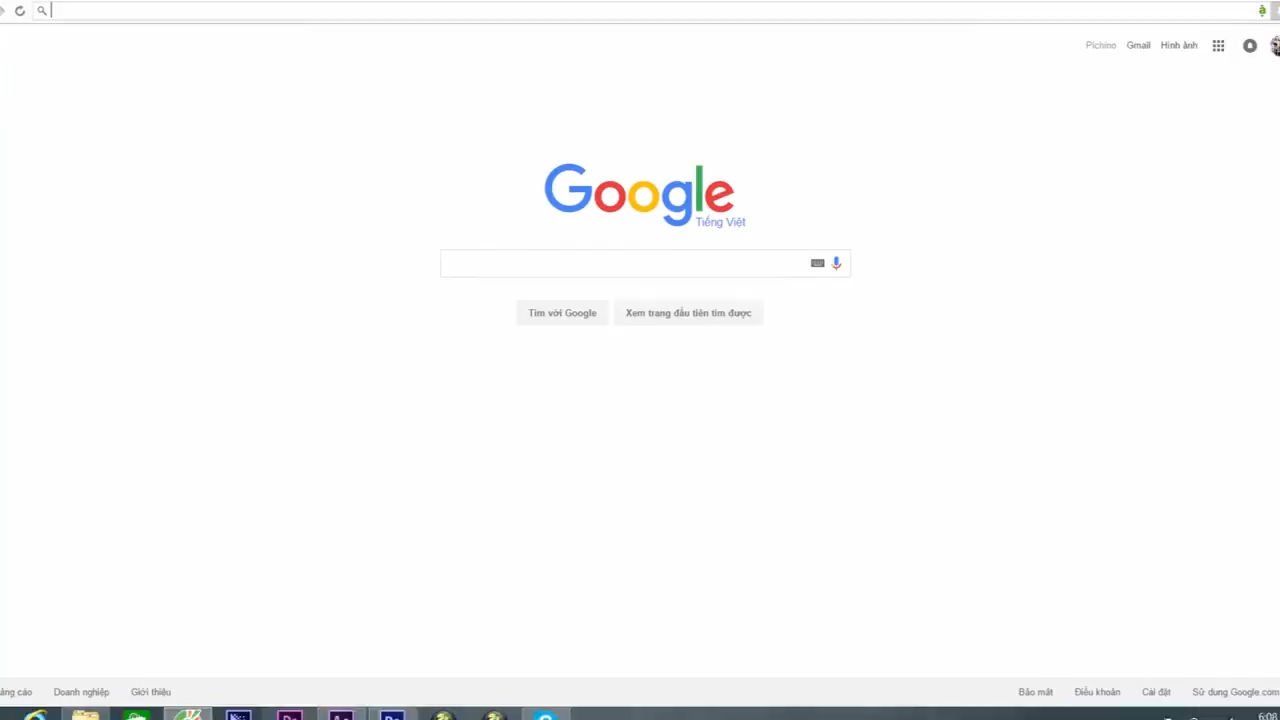 Pichino Gmail Hình ảnh
Google
Tiếng Việt
Tìm với Google Xem trang đầu tiên tìm được
Doanh nghiệp Giới thiệu Bảo mật Điều khoản Cài đặt Sử dụng Google.com